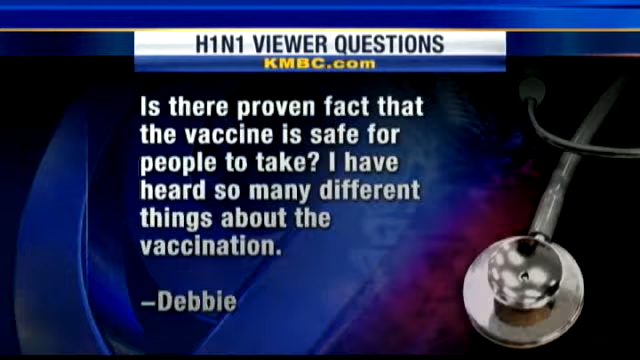 H1N1 VIEWER QUESTIONS
KMBC.com
Is there proven fact that
the vaccine is safe for
people to take? I have
heard so many different
things about the
vaccination.
–Debbie